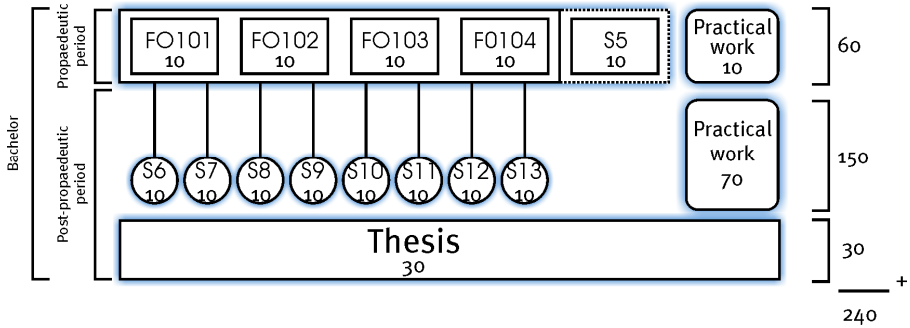 Bachelor
Propaedeutic
period
FO101
10
FO102
10
FO103
10
F0104
10
S5
10
Practical
work
10
60
Post-propaedeutic
period
S6
10
S7
10
S8
10
S9
10
S10
10
S11
10
S12
10
S13
10
Practical
work
70
150
Thesis
30
30
+
240